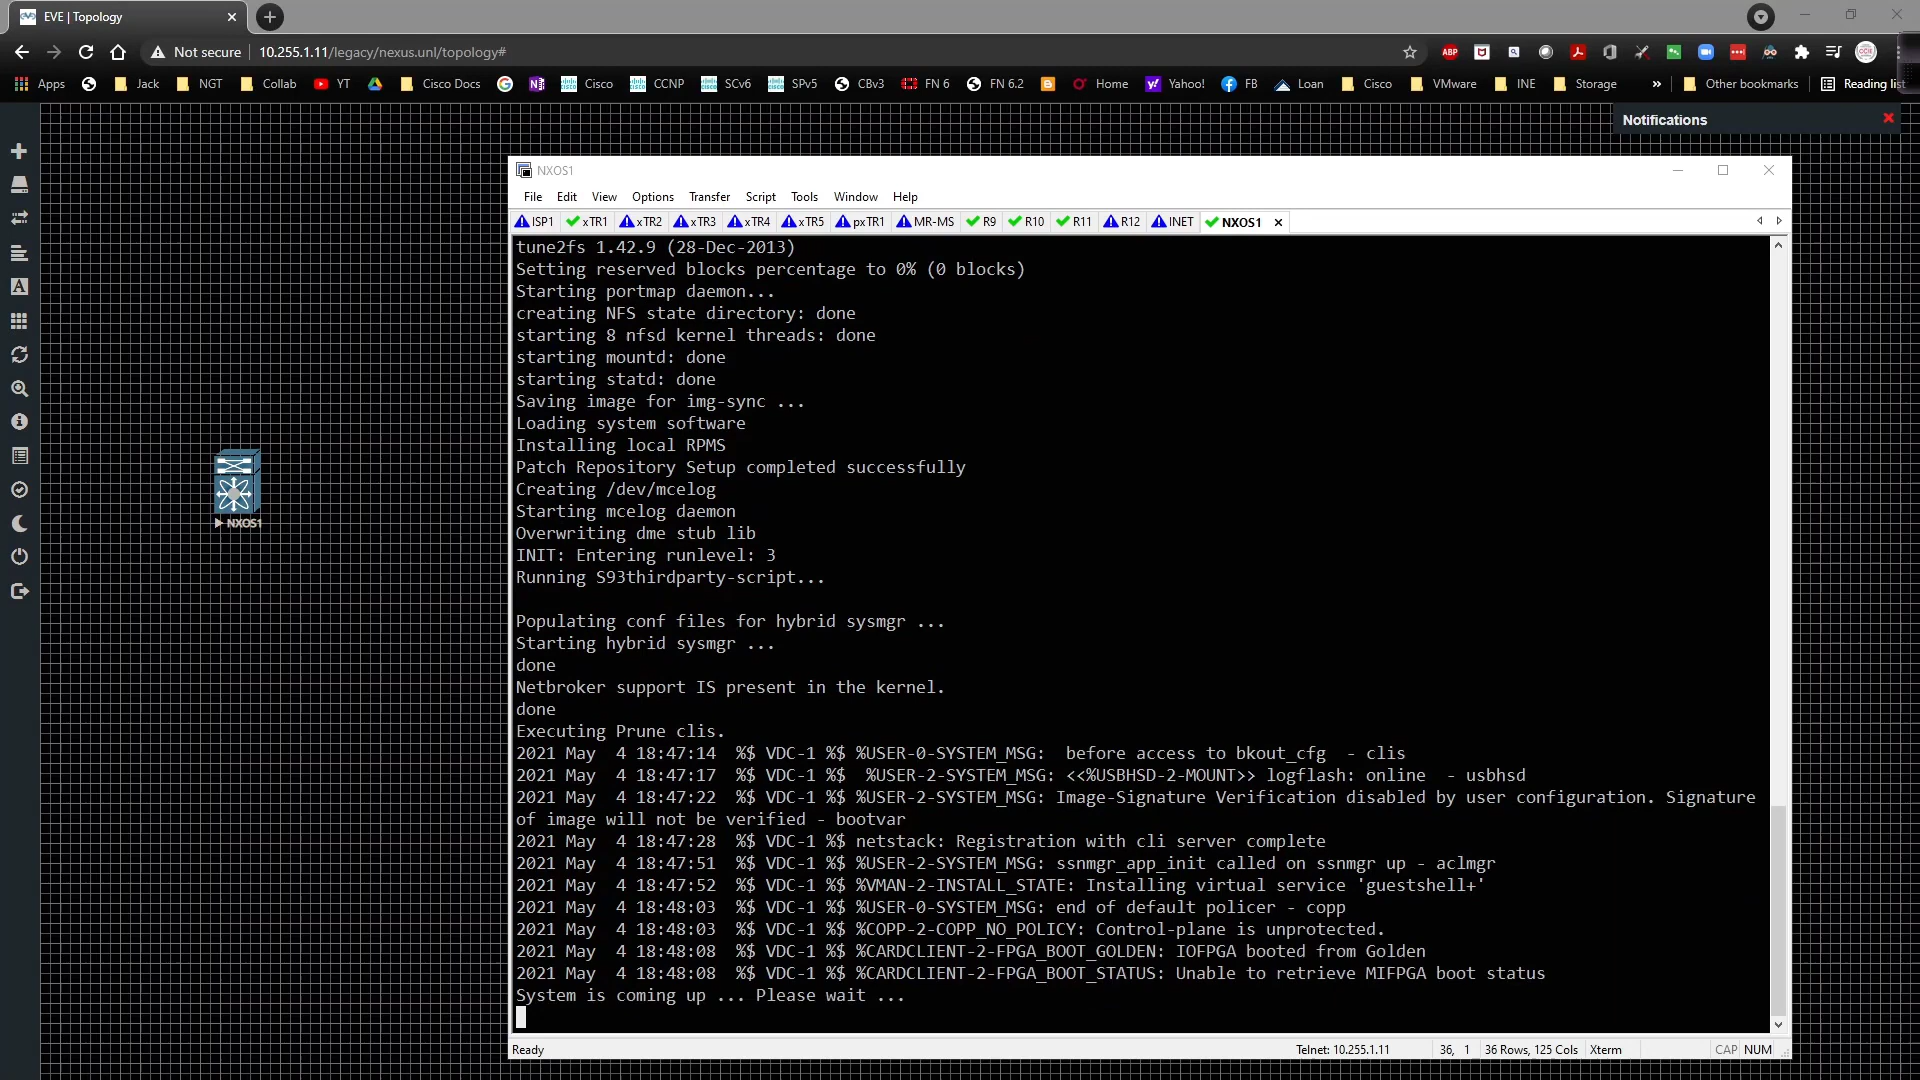 EVE | Topology
Not secure
10.255.1.11/legacy/nexus.unl/topology#
ABP
Apps
Jack
NGT
Collab
YT
Cisco Docs
Cisco
CCNP
SCv6
SPv5
CBv3
FN 6
FN 6.2
Home
Yahoo!
FB
Loan
Cisco
VMware
INE
Storage
»
Other bookmarks
Reading lis
Notifications
NXOS1
NXOS1
File
Edit
View
Options
Transfer
Script
Tools
Window
Help
ISP1
xTR1
xTR2
xTR3
xTR4
xTR5
pxTR1
MR-MS
R9
R10
R11
R12
INET
NXOS1
tune2fs 1.42.9 (28-Dec-2013)
Setting reserved blocks percentage to 0% (0 blocks)
Starting portmap daemon...
creating NFS state directory: done
starting 8 nfsd kernel threads: done
starting mountd: done
starting statd: done
Saving image for img-sync ...
Loading system software
Installing local RPMS
Patch Repository Setup completed successfully
Creating /dev/mcelog
Starting mcelog daemon
Overwriting dme stub lib
INIT: Entering runlevel: 3
Running S93thirdparty-script...
Populating conf files for hybrid sysmgr ...
Starting hybrid sysmgr ...
done
Netbroker support IS present in the kernel.
done
Executing Prune clis.
2021 May  4 18:47:14  %$ VDC-1 %$ %USER-0-SYSTEM_MSG:  before access to bkout_cfg  - clis
2021 May  4 18:47:17  %$ VDC-1 %$  %USER-2-SYSTEM_MSG: <<%USBHSD-2-MOUNT>> logflash: online  - usbhsd
2021 May  4 18:47:22  %$ VDC-1 %$ %USER-2-SYSTEM_MSG: Image-Signature Verification disabled by user configuration. Signature
of image will not be verified - bootvar
2021 May  4 18:47:28  %$ VDC-1 %$ netstack: Registration with cli server complete
2021 May  4 18:47:51  %$ VDC-1 %$ %USER-2-SYSTEM_MSG: ssnmgr_app_init called on ssnmgr up - aclmgr
2021 May  4 18:47:52  %$ VDC-1 %$ %VMAN-2-INSTALL_STATE: Installing virtual service 'guestshell+'
2021 May  4 18:48:03  %$ VDC-1 %$ %USER-0-SYSTEM_MSG: end of default policer - copp
2021 May  4 18:48:03  %$ VDC-1 %$ %COPP-2-COPP_NO_POLICY: Control-plane is unprotected.
2021 May  4 18:48:08  %$ VDC-1 %$ %CARDCLIENT-2-FPGA_BOOT_GOLDEN: IOFPGA booted from Golden
2021 May  4 18:48:08  %$ VDC-1 %$ %CARDCLIENT-2-FPGA_BOOT_STATUS: Unable to retrieve MIFPGA boot status
System is coming up ... Please wait ...
Ready
Telnet: 10.255.1.11
36,   1
36 Rows, 125 Cols
Xterm
CAP
NUM